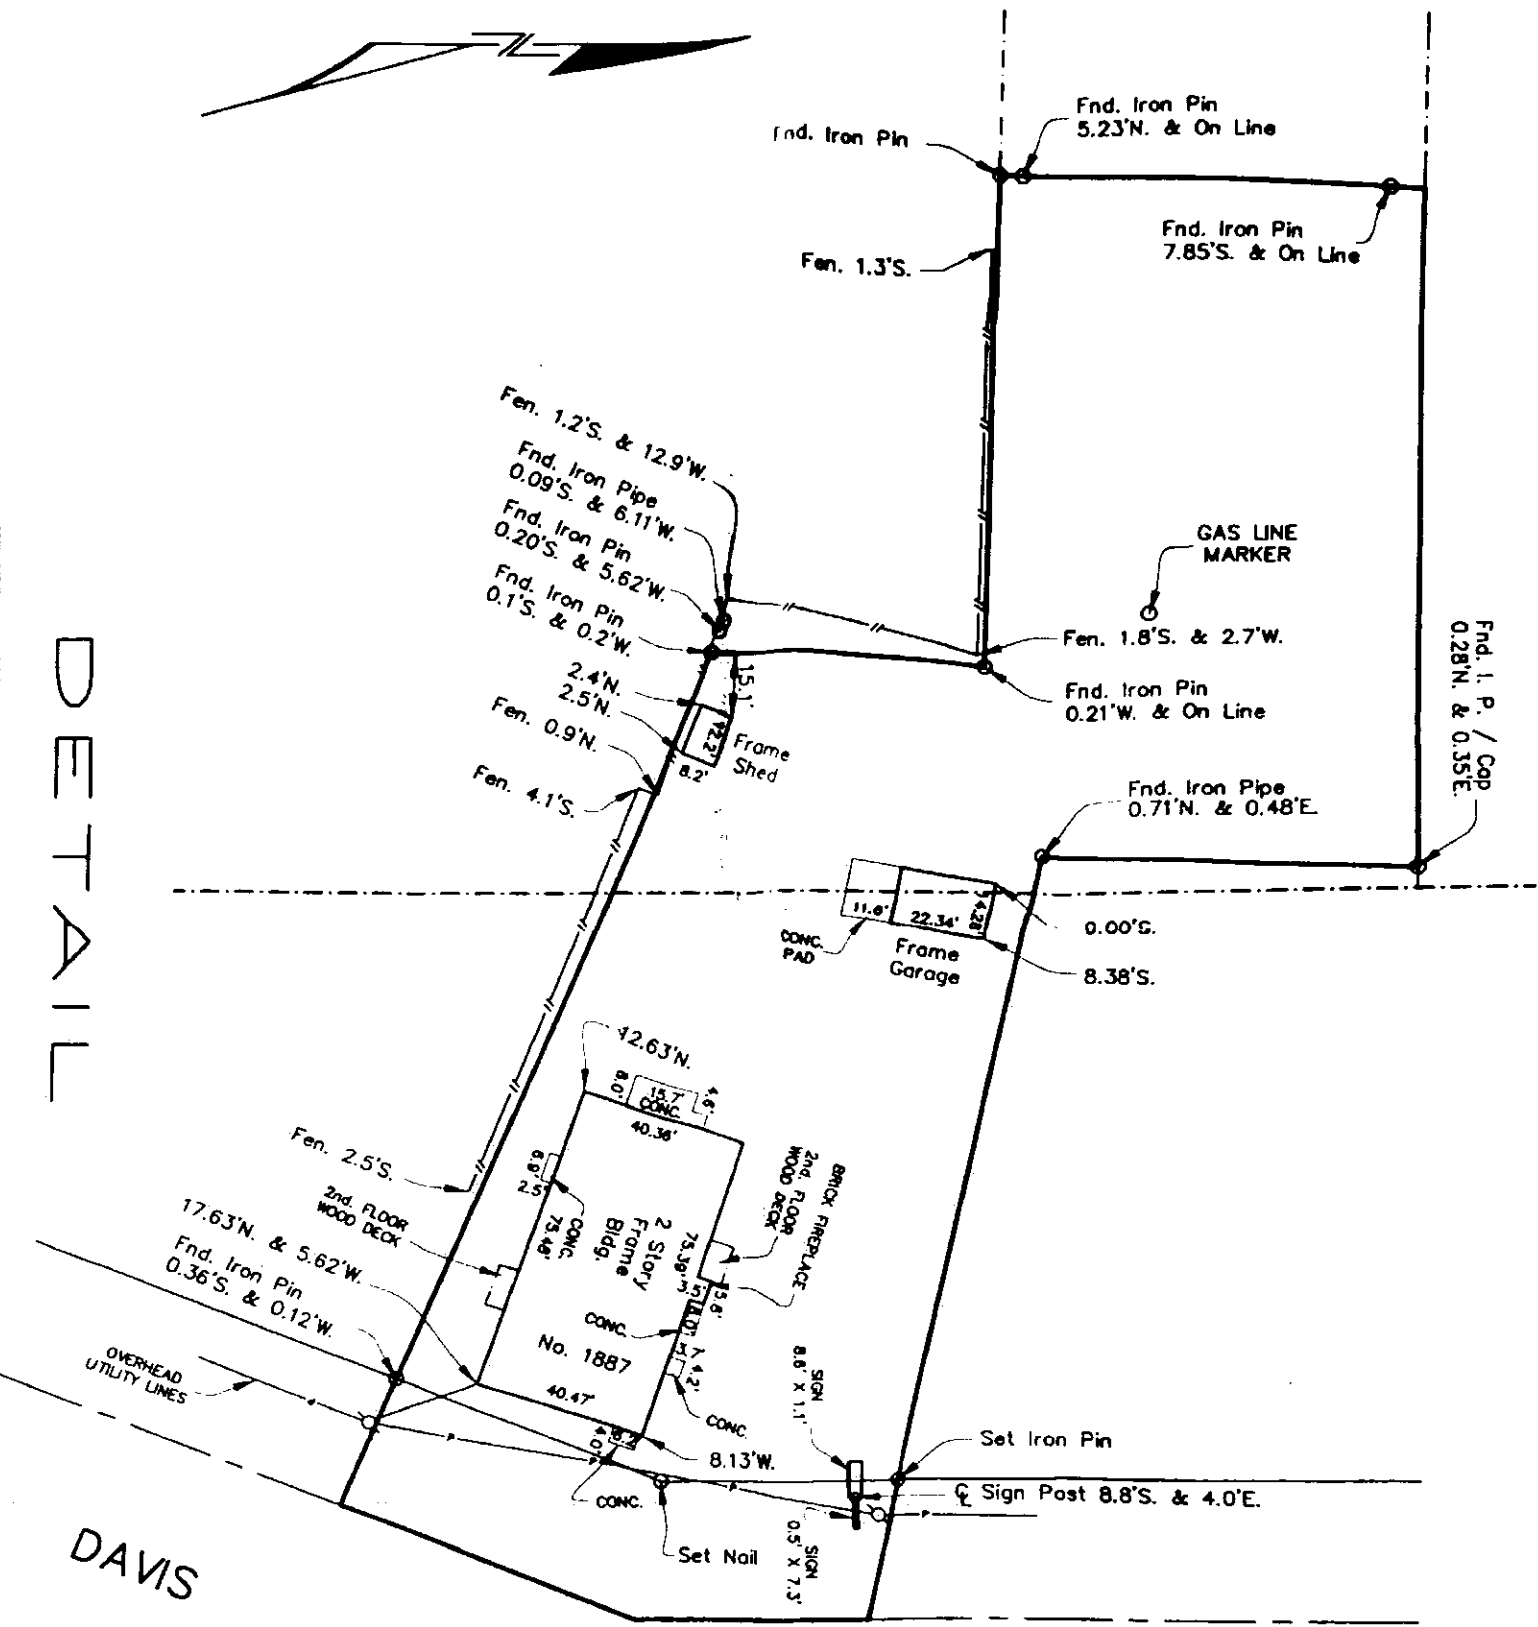 Fnd. Iron Pin
5.23'N. & On Line
Fnd. Iron Pin
Fnd. Iron Pin
7.85'S. & On Line
Fen. 1.3'S.
Fen. 1.2'S. & 12.9'W.
Fnd. Iron Pipe
0.09'S. & 6.11'W.
Fnd. Iron Pin
0.20'S. & 5.62'W.
Fnd. Iron Pin
0.1'S. & 0.2'W.
2.4'N.
2.5'N.
Fen. 0.9'N.
Fen. 4.1'S.
15.1'
12.2'
8.2'
Frame
Shed
GAS LINE
MARKER
Fen. 1.8'S. & 2.7'W.
Fnd. Iron Pin
0.21'W. & On Line
Fnd. I. P. / Cap
0.28'N. & 0.35'E.
Fnd. Iron Pipe
0.71'N. & 0.48'E.
DETAIL
11.6'
22.34'
14.28'
CONC.
PAD
Frame
Garage
9.00'S.
8.38'S.
12.63'N.
8.0'
15.7'
CONC.
4.6'
40.36'
6.9'
2.5'
CONC.
75.46'
2 Story
Frame
Bldg.
75.39'
2nd. FLOOR
WOOD DECK
BRICK FIREPLACE
5.8'
8.0'
CONC.
4.2'
CONC.
No. 1887
Fen. 2.5'S.
2nd. FLOOR
WOOD DECK
17.63'N. & 5.62'W.
Fnd. Iron Pin
0.36'S. & 0.12'W.
OVERHEAD
UTILITY LINES
40.47'
4.0'
8.2'
8.13'W.
CONC.
SIGN
8.6' X 1.1'
Set Iron Pin
℄ Sign Post 8.8'S. & 4.0'E.
Set Nail
SIGN
0.5' X 7.3'
DAVIS